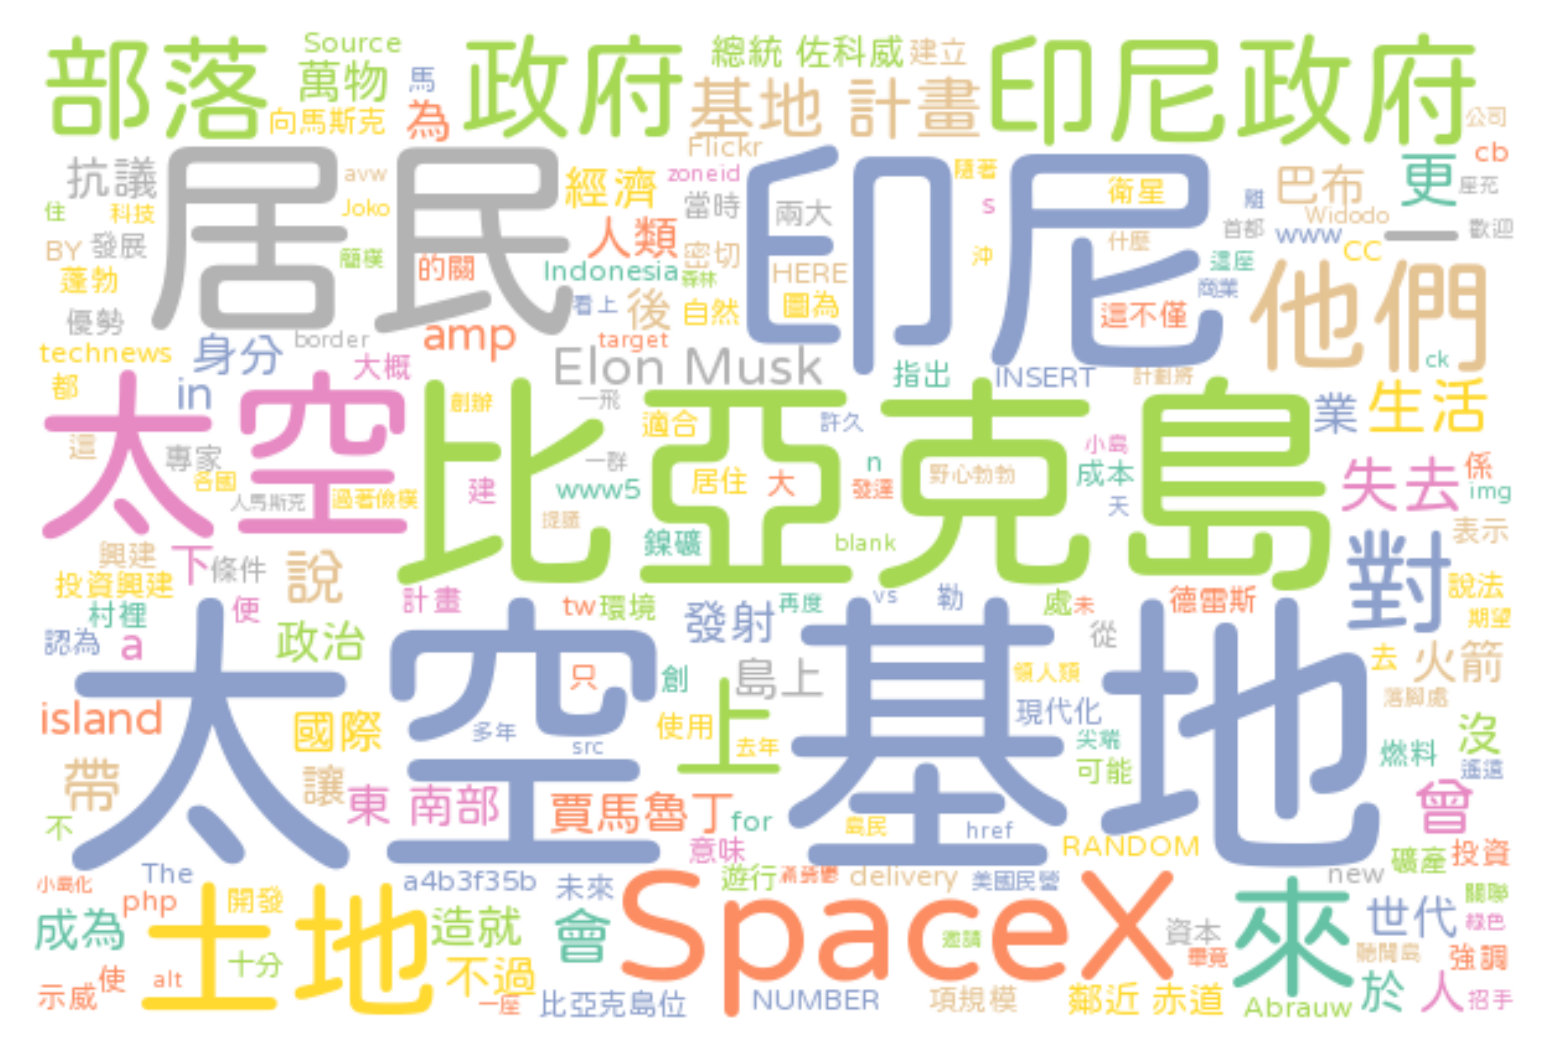 部落 Source 萬物 馬 政府 總統 佐科威 建立 印尼政府
向馬斯克 為 基地 計畫 公司
Flickr cb
抗議 居民 avw 經濟 zoneid 印尼 隨著 衛星 巴布 更 座充
住 科技 Joko 人類 當時 兩大 s 離 Widodo
BY 發展 簡樸 的關 密切 沖 什麼 首都 www 一 歡迎
蓬勃 Indonesia 森林 HERE 這座 CC 他們
優勢 看上 後 自然 圖為 這不僅 商業
technews 身分 border amp target
都 大概 in Elon Musk 指出 INSERT 計劃將 ck
太空 比亞克島 創辦 一飛 適合 許久 業 生活
這 專家 一群 n 野心勃勃 小島 失去 係
各國 建 www5 居住 大 發達 成本 img
人馬斯克 過著儉樸 天
興建 下 條件 說 鎳礦 blank 對 表示
投資興建 計畫 tw 環境 發射 再度 vs 勒 處 未 德雷斯 說法
村裡 便 期望
認為 a 政治 從 去 火箭
太空基地 只 創 島上 領人類 落腳處
island 國際 多年 上 使用 現代化 沒
src 去年 尖端 燃料 遙遠
帶 讓 東 南部 賈馬魯丁 for 可能 曾
不 島民 href
意味 RANDOM 礦產 投資
小島化 The a4b3f35b 未來 遊行 delivery 美國民營 new
php 土地 開發 SpaceX 來 世代 關聯
成為 造就 會 邀請 資本 綠色
十分 畢竟 聽聞島 強調
示威 使 alt 不過 一座 比亞克島位 NUMBER 項規模 鄰近 赤道 Abrauw 於 人 招手